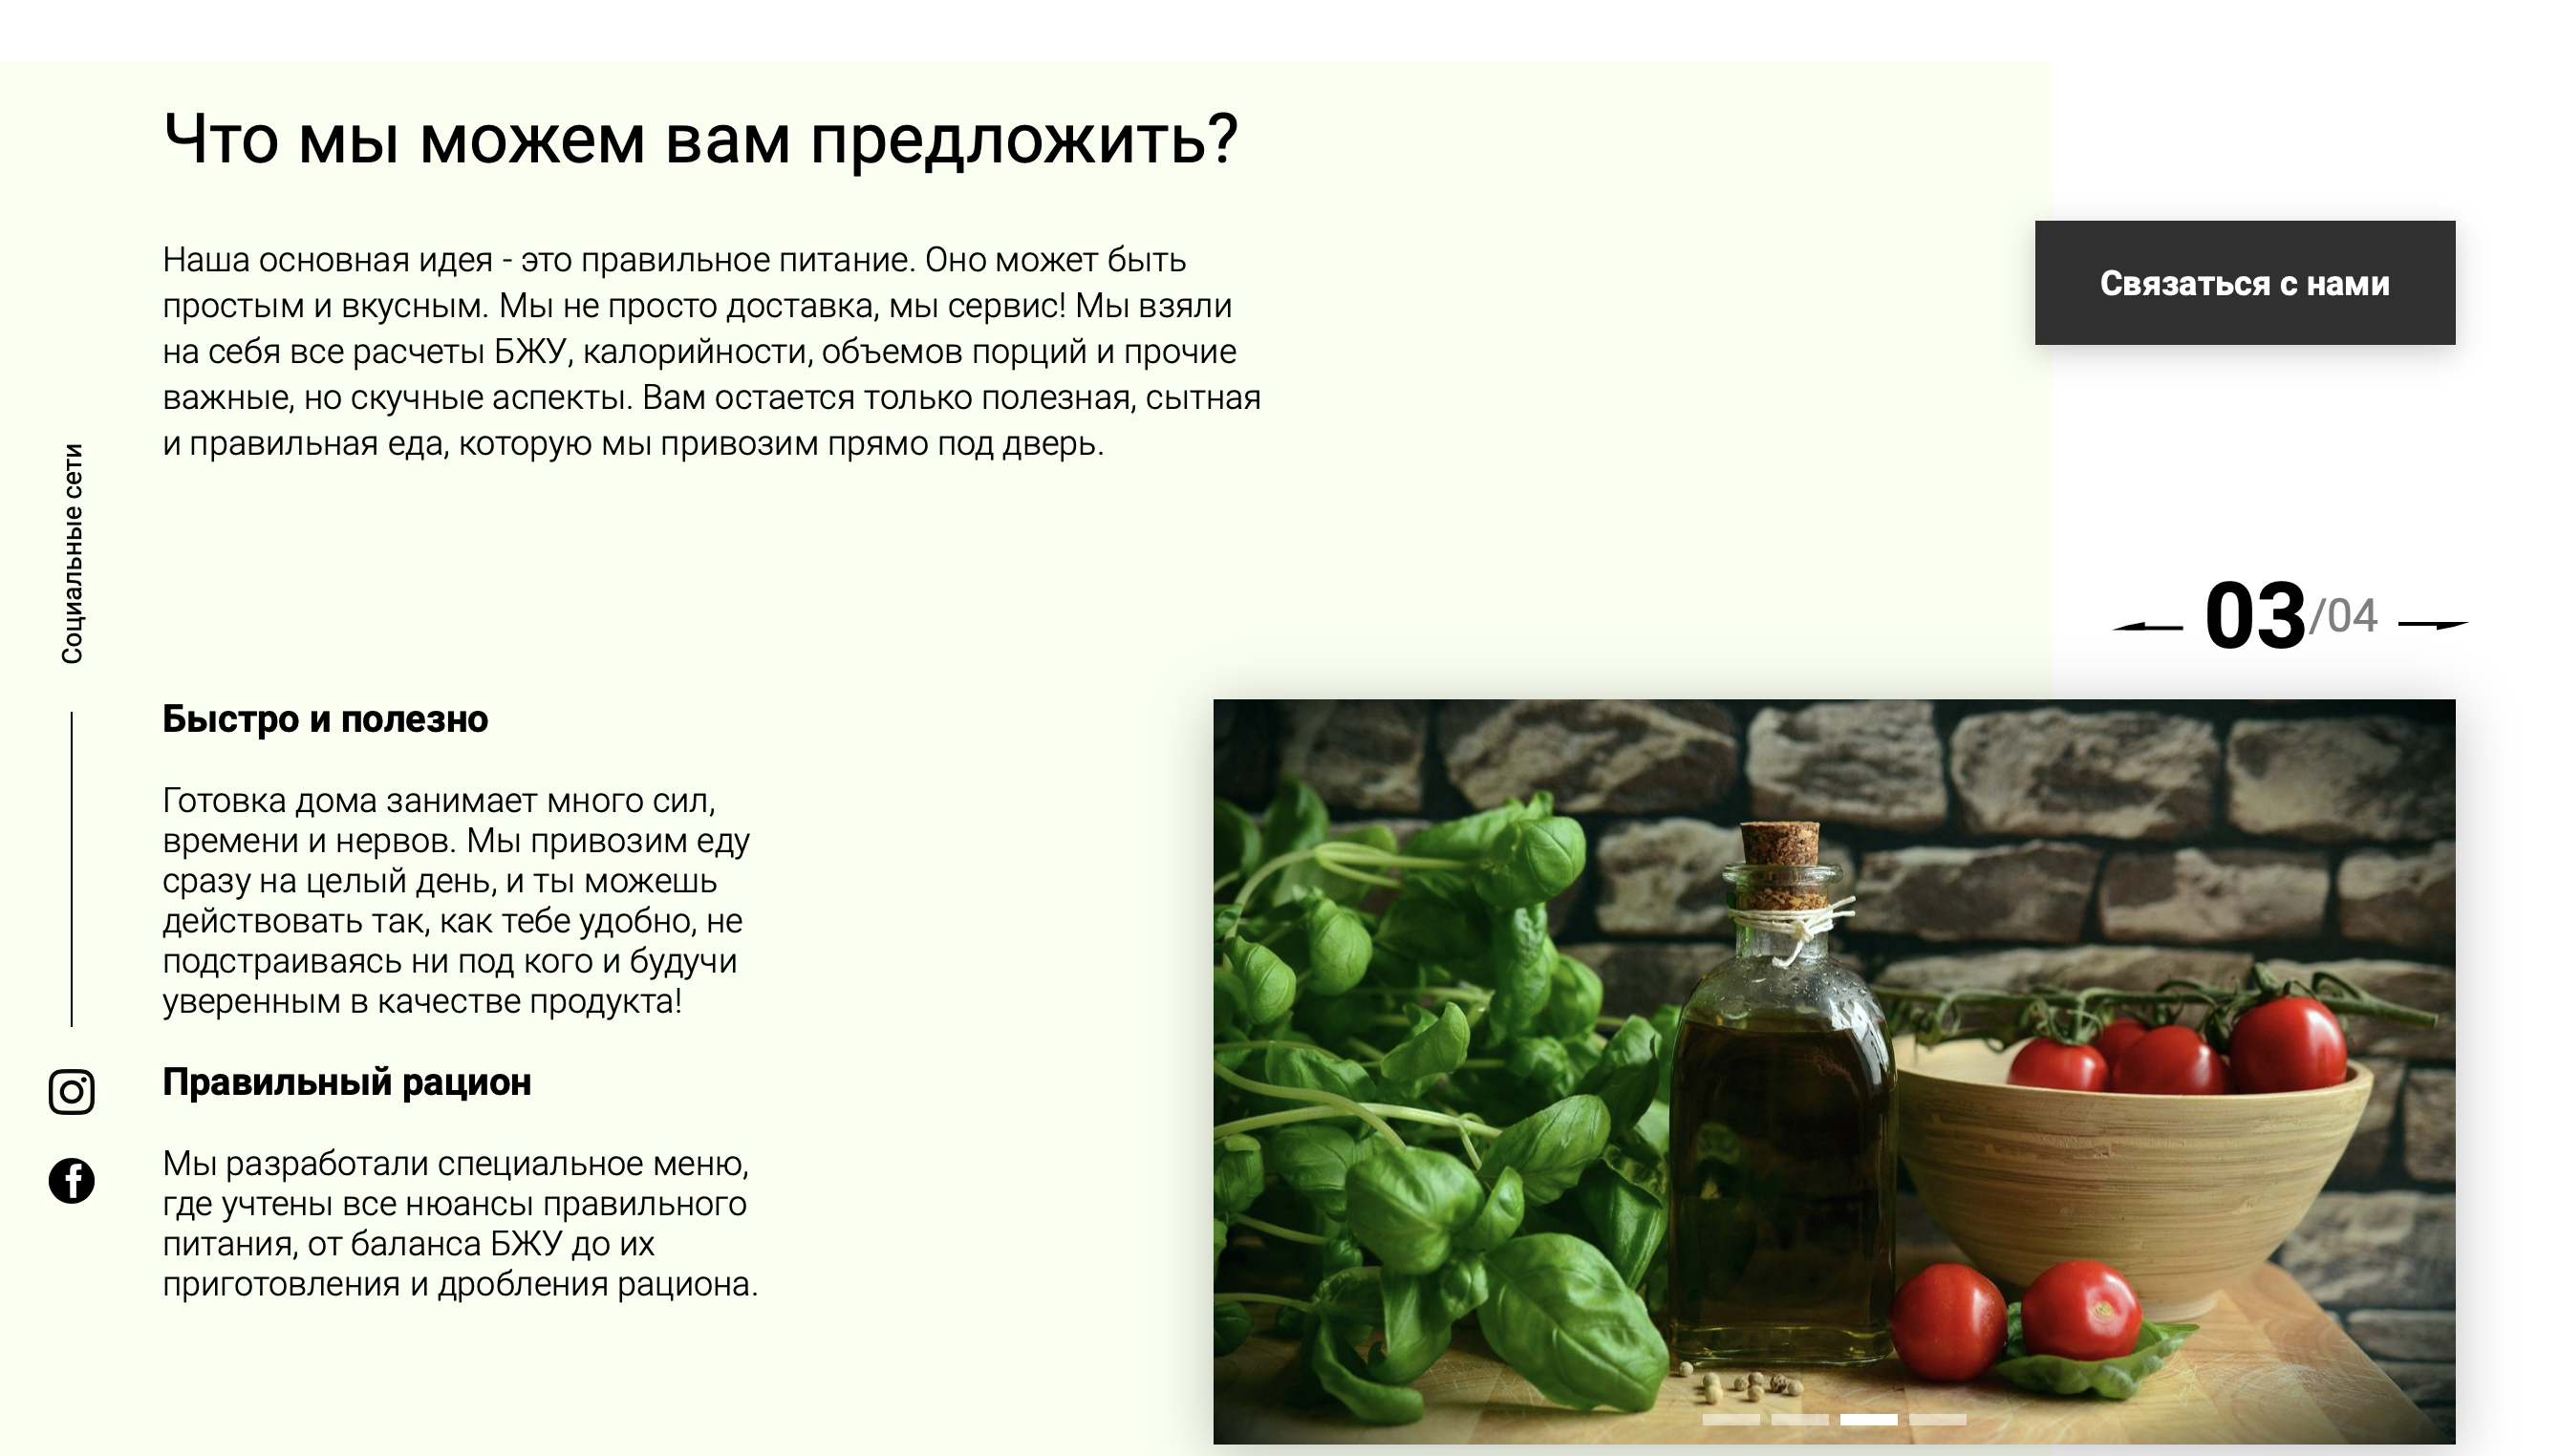 Что мы можем вам предложить?
Наша основная идея - это правильное питание. Оно может быть
простым и вкусным. Мы не просто доставка, мы сервис! Мы взяли
на себя все расчеты БЖУ, калорийности, объемов порций и прочие
важные, но скучные аспекты. Вам остается только полезная, сытная
и правильная еда, которую мы привозим прямо под дверь.
Связаться с нами
Социальные сети
03/04
Быстро и полезно
Готовка дома занимает много сил,
времени и нервов. Мы привозим еду
сразу на целый день, и ты можешь
действовать так, как тебе удобно, не
подстраиваясь ни под кого и будучи
уверенным в качестве продукта!
Правильный рацион
Мы разработали специальное меню,
где учтены все нюансы правильного
питания, от баланса БЖУ до их
приготовления и дробления рациона.